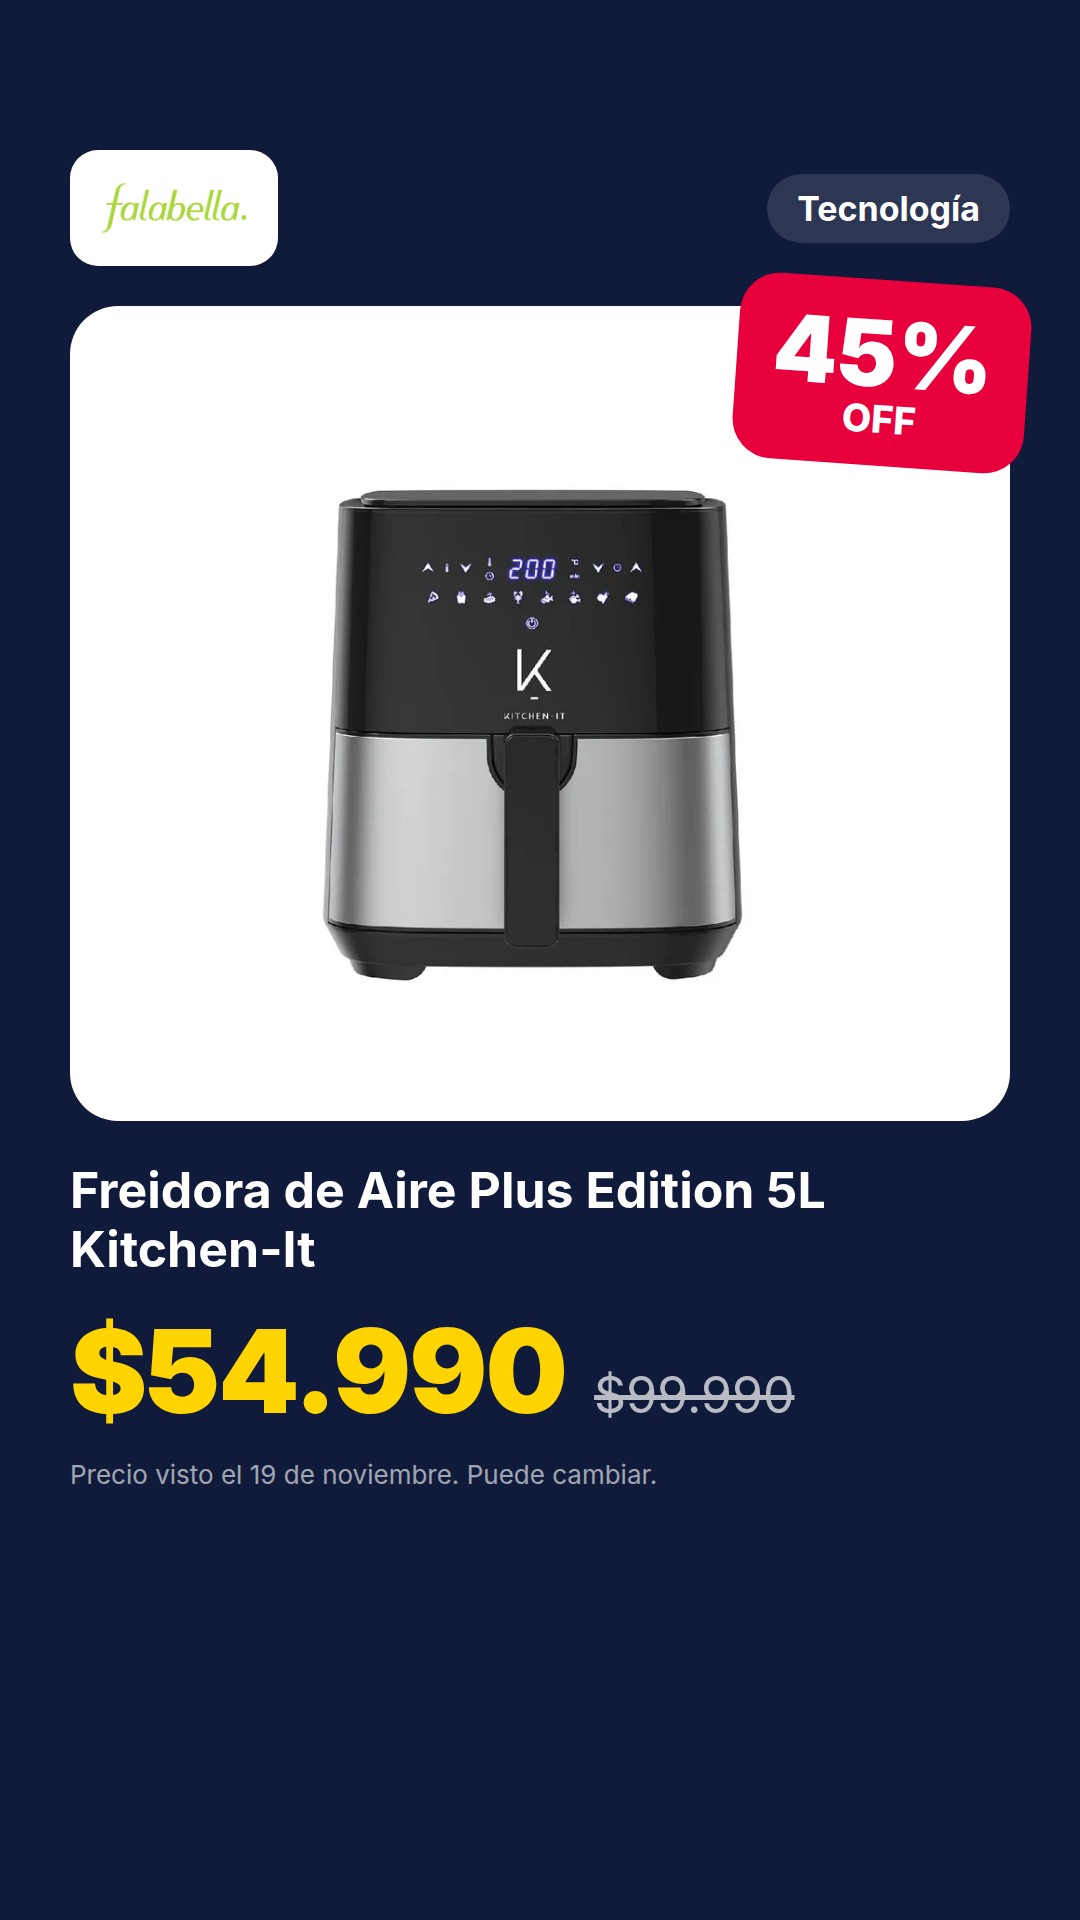 falabella.
Tecnología
45%
OFF
200
°C
K
KITCHEN-IT
Freidora de Aire Plus Edition 5L
Kitchen-It
$54.990 $99.990
Precio visto el 19 de noviembre. Puede cambiar.